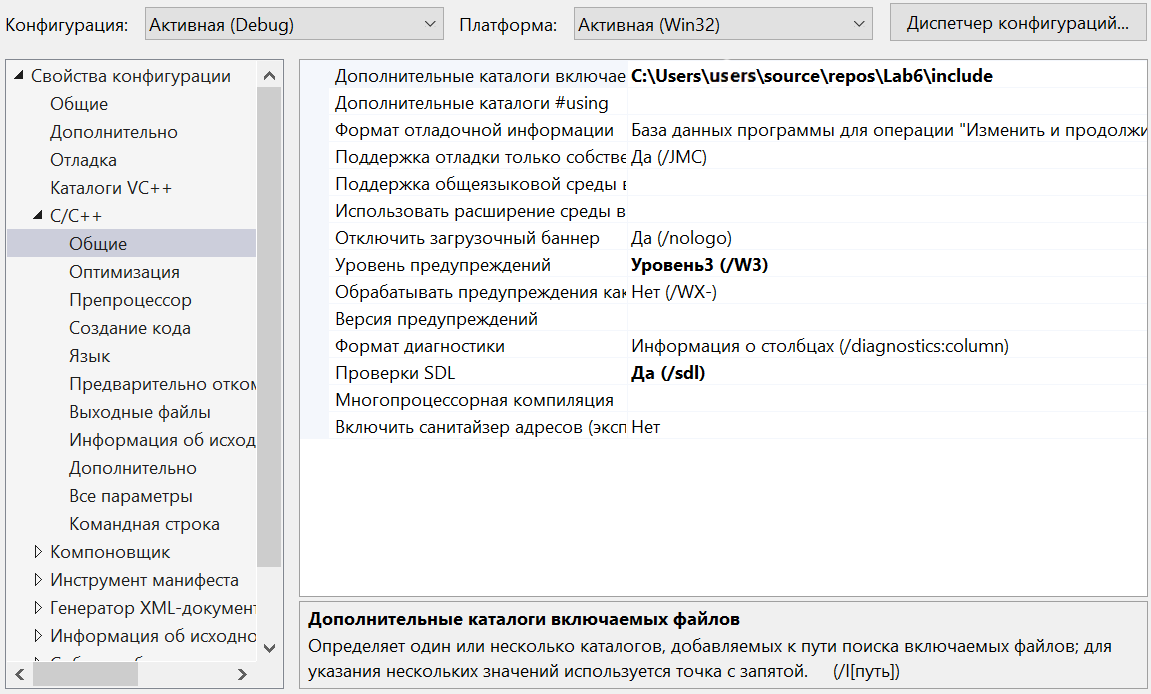 Конфигурация: Активная (Debug) Платформа: Активная (Win32) Диспетчер конфигураций...
Свойства конфигурации
Общие
Дополнительно
Отладка
Каталоги VC++
C/C++
Общие
Оптимизация
Препроцессор
Создание кода
Язык
Предварительно отком
Выходные файлы
Информация об исход
Дополнительно
Все параметры
Командная строка
Компоновщик
Инструмент манифеста
Генератор XML-документ
Информация об исходно
Дополнительные каталоги включае C:\Users\users\source\repos\Lab6\include
Дополнительные каталоги #using
Формат отладочной информации База данных программы для операции "Изменить и продолжи
Поддержка отладки только собстве Да (/JMC)
Поддержка общеязыковой среды в
Использовать расширение среды в
Отключить загрузочный баннер Да (/nologo)
Уровень предупреждений Уровень3 (/W3)
Обрабатывать предупреждения как Нет (/WX-)
Версия предупреждений
Формат диагностики Информация о столбцах (/diagnostics:column)
Проверки SDL Да (/sdl)
Многопроцессорная компиляция
Включить санитайзер адресов (эксп Нет
Дополнительные каталоги включаемых файлов
Определяет один или несколько каталогов, добавляемых к пути поиска включаемых файлов; для
указания нескольких значений используется точка с запятой. (/I[путь])